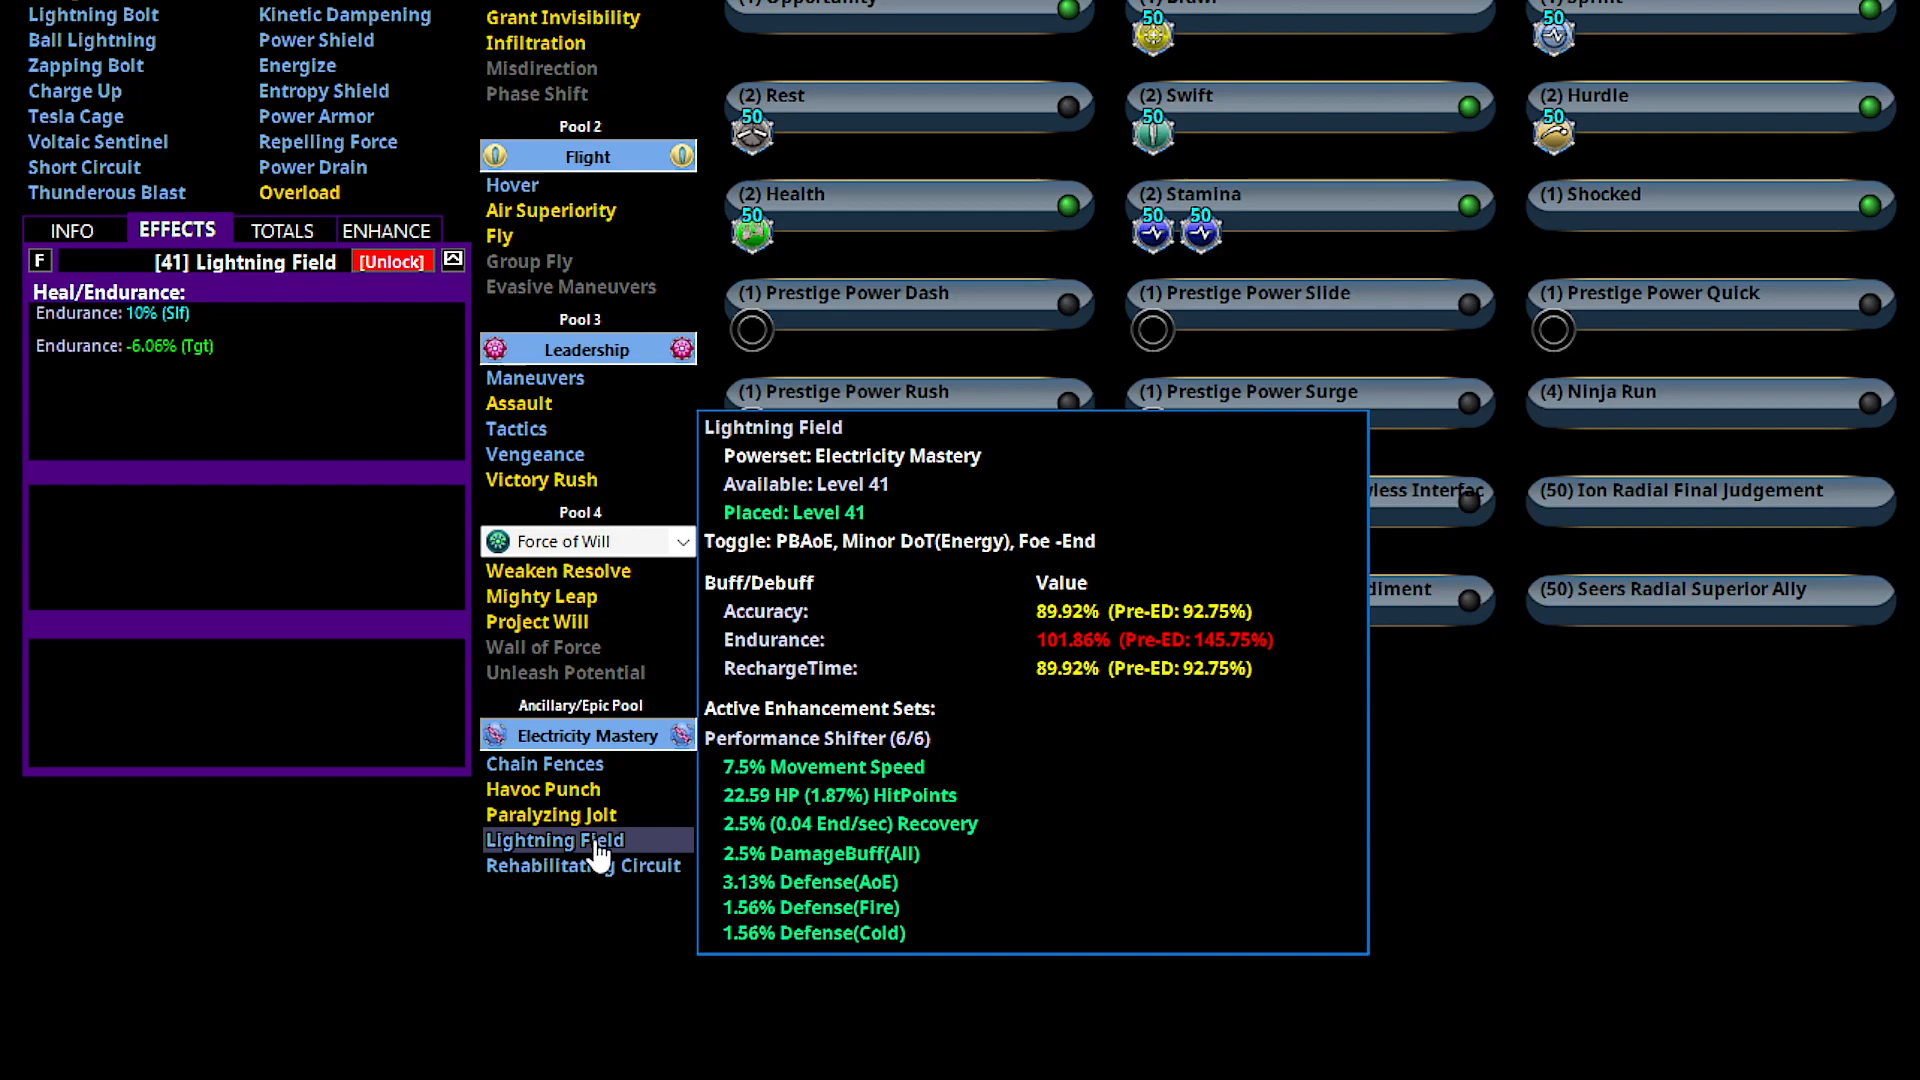 Lightning Bolt
Ball Lightning
Zapping Bolt
Charge Up
Tesla Cage
Voltaic Sentinel
Short Circuit
Thunderous Blast
Kinetic Dampening
Power Shield
Energize
Entropy Shield
Power Armor
Repelling Force
Power Drain
Overload
INFO
EFFECTS
TOTALS
ENHANCE
F
[41] Lightning Field
[Unlock]
Heal/Endurance:
Endurance: 10% (Slf)
Endurance: -6.06% (Tgt)
Grant Invisibility
Infiltration
Misdirection
Phase Shift
Pool 2
Flight
Hover
Air Superiority
Fly
Group Fly
Evasive Maneuvers
Pool 3
Leadership
Maneuvers
Assault
Tactics
Vengeance
Victory Rush
Pool 4
Force of Will
Weaken Resolve
Mighty Leap
Project Will
Wall of Force
Unleash Potential
Ancillary/Epic Pool
Electricity Mastery
Chain Fences
Havoc Punch
Paralyzing Jolt
Lightning Field
Rehabilitating Circuit
(1) Opportunity
(1) Brawl
50
(1) Sprint
50
(2) Rest
50
(2) Swift
50
(2) Hurdle
50
(2) Health
50
(2) Stamina
50 50
(1) Shocked
(1) Prestige Power Dash
(1) Prestige Power Slide
(1) Prestige Power Quick
(1) Prestige Power Rush
(1) Prestige Power Surge
(4) Ninja Run
less Interfac
(50) Ion Radial Final Judgement
diment
(50) Seers Radial Superior Ally
Lightning Field
Powerset: Electricity Mastery
Available: Level 41
Placed: Level 41
Toggle: PBAoE, Minor DoT(Energy), Foe -End
Buff/Debuff Value
Accuracy: 89.92% (Pre-ED: 92.75%)
Endurance: 101.86% (Pre-ED: 145.75%)
RechargeTime: 89.92% (Pre-ED: 92.75%)
Active Enhancement Sets:
Performance Shifter (6/6)
7.5% Movement Speed
22.59 HP (1.87%) HitPoints
2.5% (0.04 End/sec) Recovery
2.5% DamageBuff(All)
3.13% Defense(AoE)
1.56% Defense(Fire)
1.56% Defense(Cold)